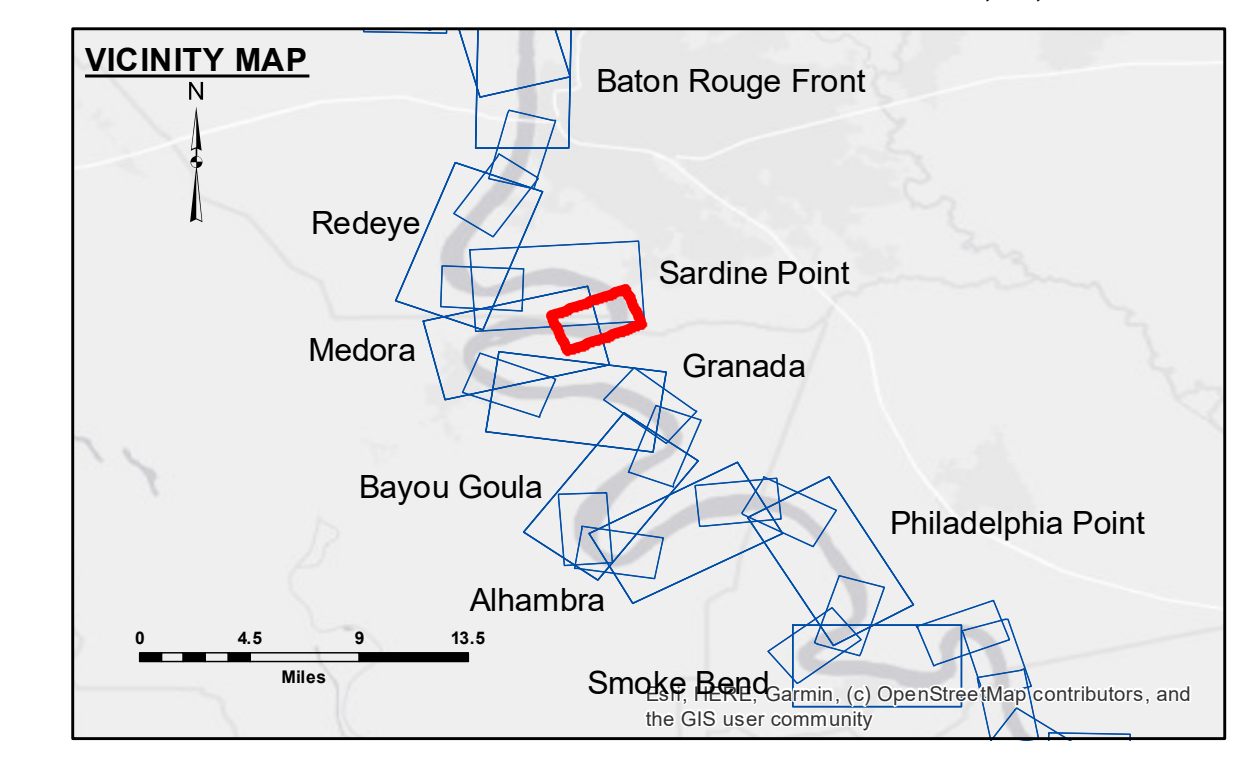 VICINITY MAP
N
Baton Rouge Front
Redeye
Sardine Point
Medora
Granada
Bayou Goula
Philadelphia Point
Alhambra
0 4.5 9 13.5
Miles
Smoke Bend
Esri, HERE, Garmin, (c) OpenStreetMap contributors, and
the GIS user community